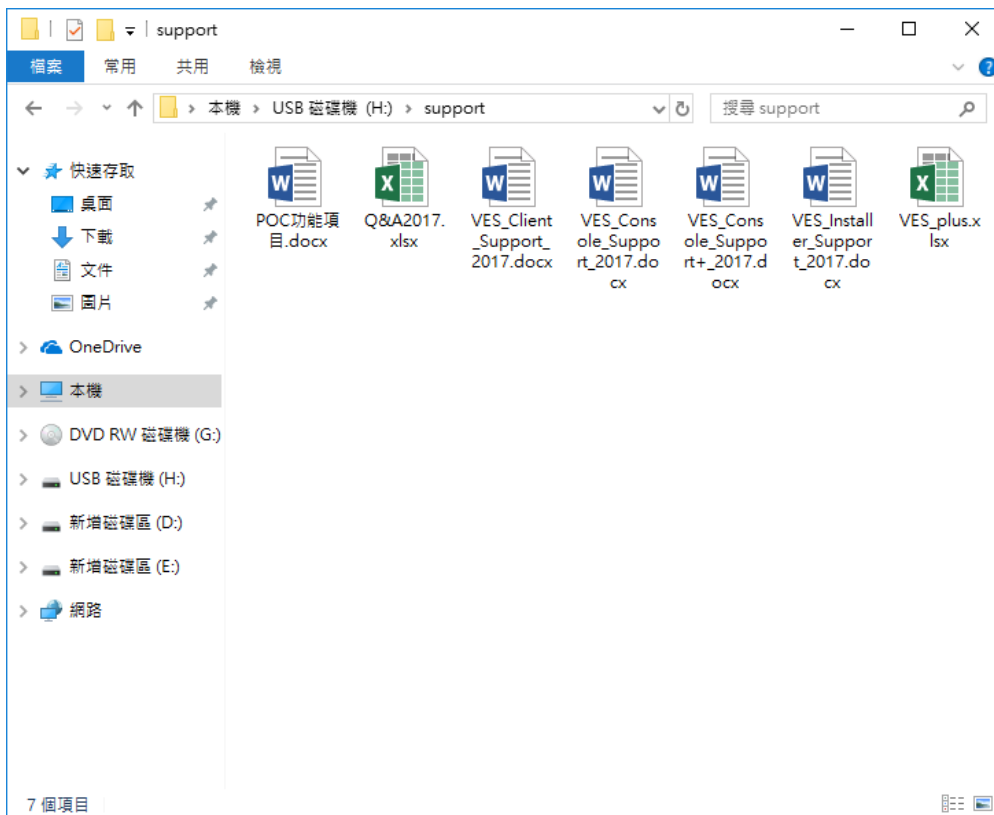 support
檔案 常用 共用 檢視
本機 USB 磁碟機 (H:) support
搜尋 support
快速存取
桌面
下載
文件
圖片
OneDrive
本機
DVD RW 磁碟機 (G:)
USB 磁碟機 (H:)
新增磁碟區 (D:)
新增磁碟區 (E:)
網路
POC功能項
目.docx
Q&A2017.
xlsx
VES_Client
_Support_
2017.docx
VES_Cons
ole_Suppo
rt_2017.do
cx
VES_Cons
ole_Suppo
rt+_2017.d
ocx
VES_Install
er_Suppor
t_2017.do
cx
VES_plus.x
lsx
7 個項目